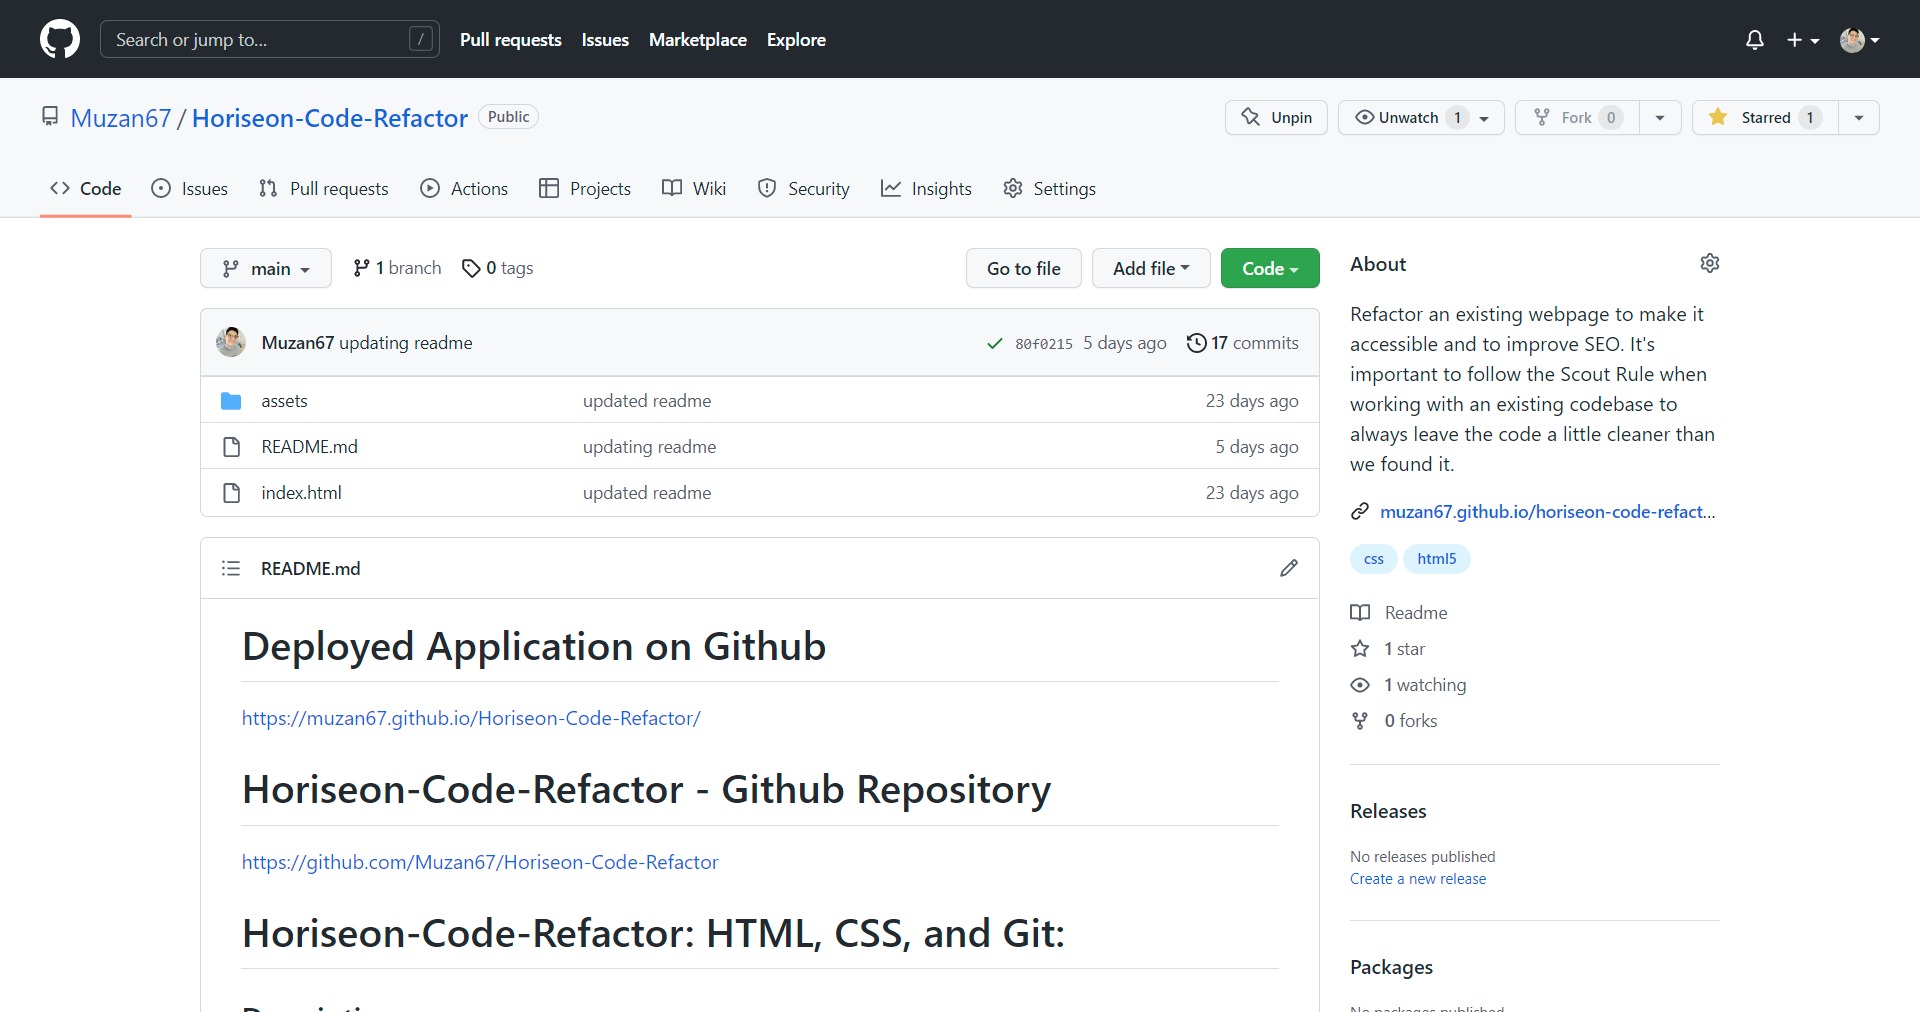 Search or jump to...
/
Pull requests
Issues
Marketplace
Explore
Muzan67 / Horiseon-Code-Refactor
Public
Unpin
Unwatch 1
Fork 0
Starred 1
Code
Issues
Pull requests
Actions
Projects
Wiki
Security
Insights
Settings
main
1 branch
0 tags
Go to file
Add file
Code
Muzan67 updating readme
80f0215 5 days ago
17 commits
assets
updated readme
23 days ago
README.md
updating readme
5 days ago
index.html
updated readme
23 days ago
README.md
Deployed Application on Github
https://muzan67.github.io/Horiseon-Code-Refactor/
Horiseon-Code-Refactor - Github Repository
https://github.com/Muzan67/Horiseon-Code-Refactor
Horiseon-Code-Refactor: HTML, CSS, and Git:
About
Refactor an existing webpage to make it
accessible and to improve SEO. It's
important to follow the Scout Rule when
working with an existing codebase to
always leave the code a little cleaner than
we found it.
muzan67.github.io/horiseon-code-refact...
css
html5
Readme
1 star
1 watching
0 forks
Releases
No releases published
Create a new release
Packages
No packages published